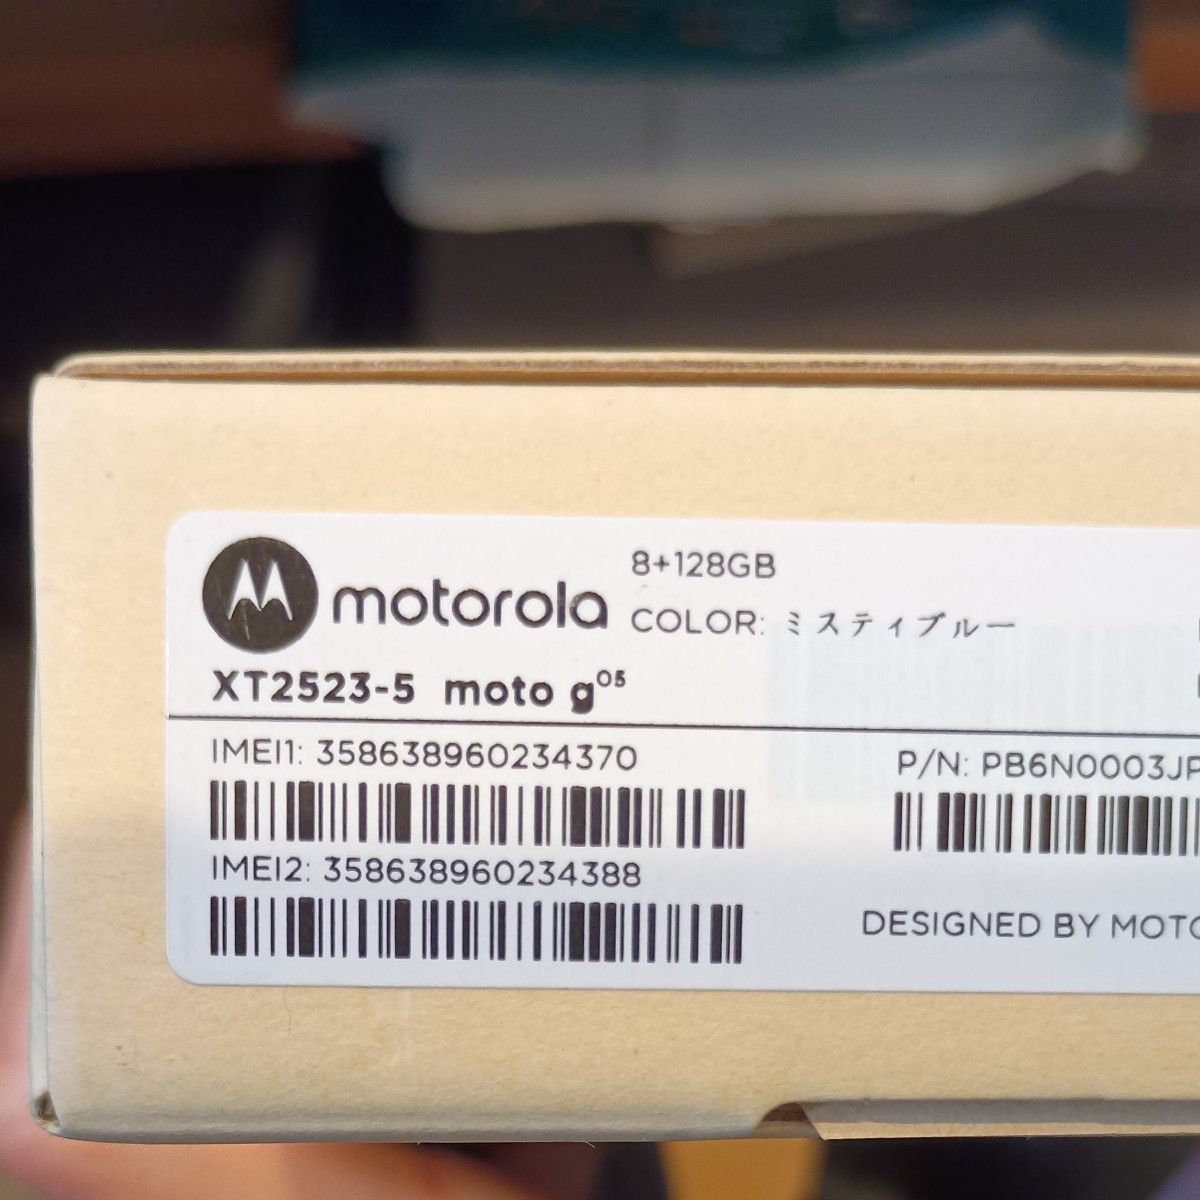 motorola
8+128GB
COLOR: ミスティブルー
XT2523-5 moto g05
IMEI1: 358638960234370
P/N: PB6N0003JP
IMEI2: 358638960234388
DESIGNED BY MOTO